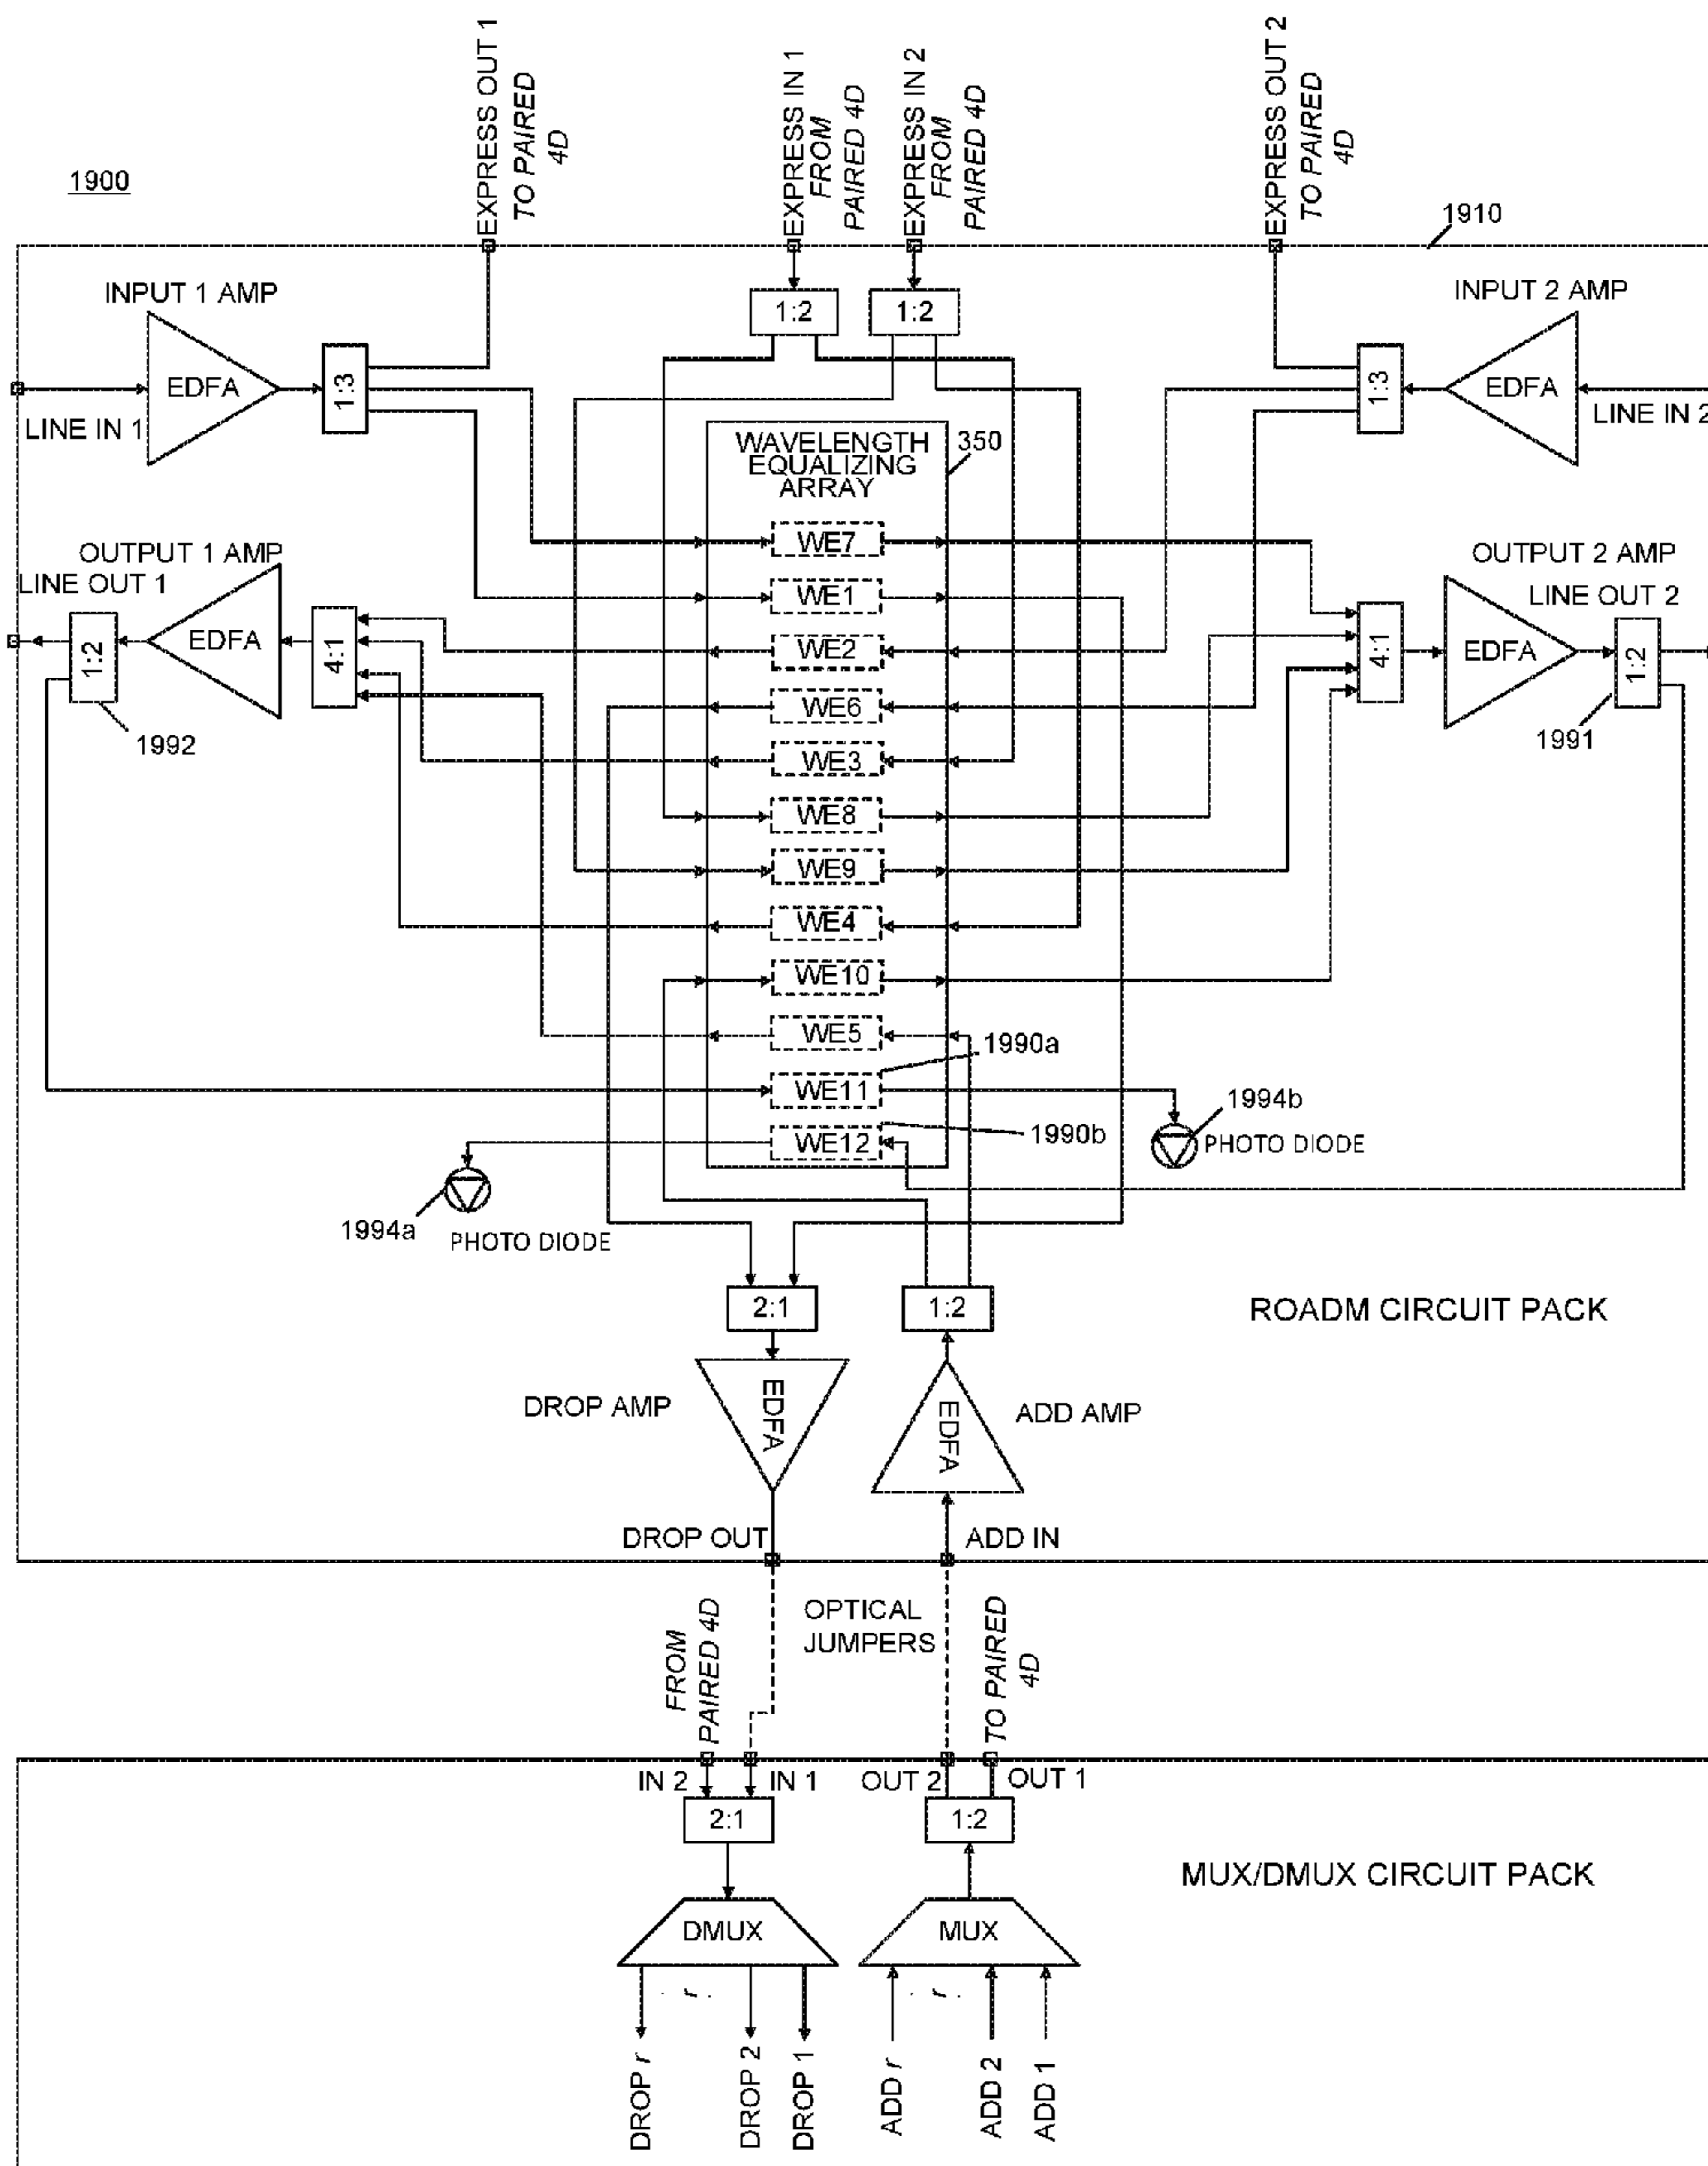 1900
EXPRESS OUT 1
TO PAIRED
4D
EXPRESS IN 1
FROM
PAIRED 4D
EXPRESS IN 2
FROM
PAIRED 4D
EXPRESS OUT 2
TO PAIRED
4D
1910
INPUT 1 AMP
EDFA
1:3
LINE IN 1
1:2
1:2
INPUT 2 AMP
EDFA
1:3
LINE IN 2
WAVELENGTH
EQUALIZING
ARRAY
350
OUTPUT 1 AMP
LINE OUT 1
1:2
EDFA
4:1
1992
OUTPUT 2 AMP
LINE OUT 2
4:1
EDFA
1:2
1991
WE7
WE1
WE2
WE6
WE3
WE8
WE9
WE4
WE10
WE5
WE11
WE12
1990a
1990b
1994b
PHOTO DIODE
1994a
PHOTO DIODE
2:1
1:2
ROADM CIRCUIT PACK
DROP AMP
EDFA
EDFA
ADD AMP
DROP OUT
ADD IN
OPTICAL
JUMPERS
FROM
PAIRED 4D
TO PAIRED
4D
IN 2
IN 1
OUT 2
OUT 1
2:1
1:2
MUX/DMUX CIRCUIT PACK
DMUX
MUX
. r .
. r .
DROP r
DROP 2
DROP 1
ADD r
ADD 2
ADD 1